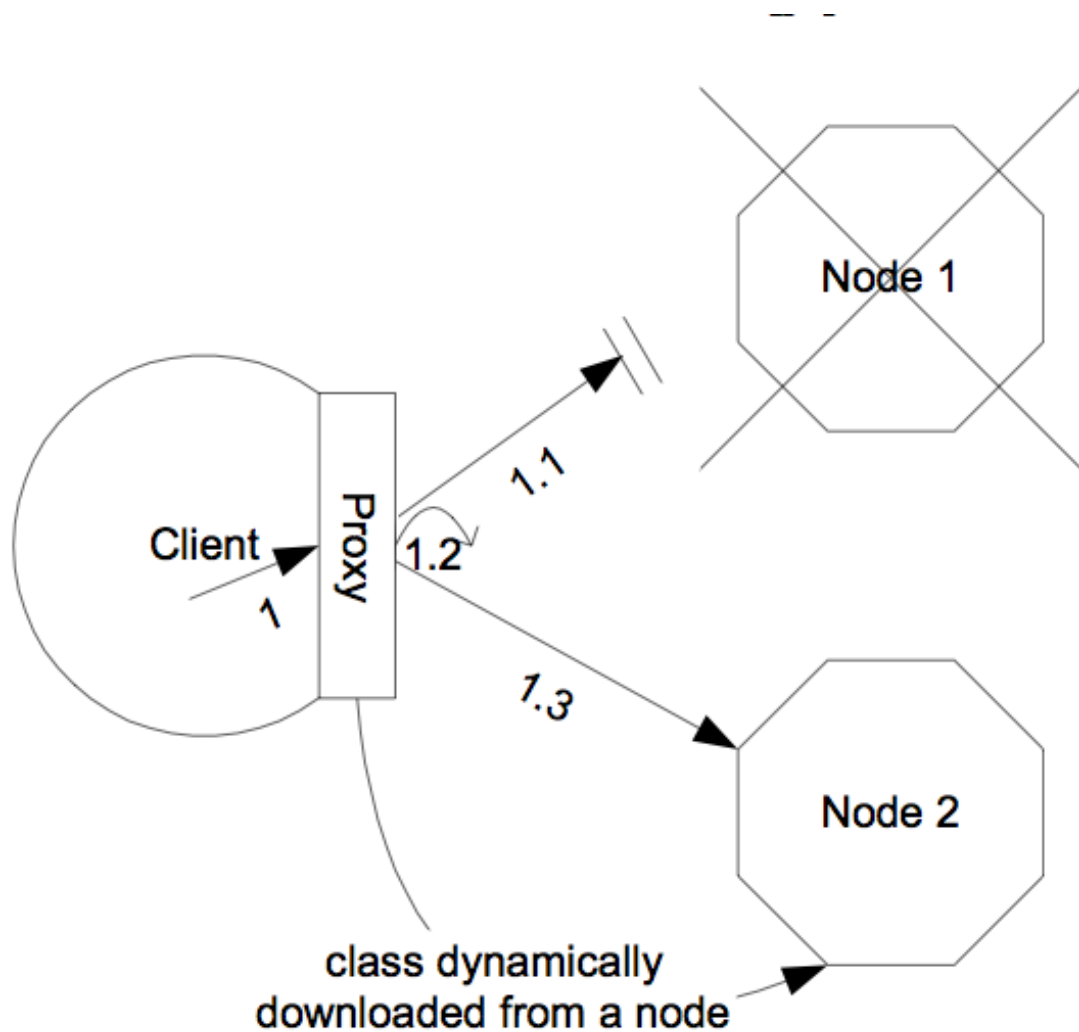 Node 1
1.1
Client
Proxy
1.2
1
1.3
Node 2
class dynamically
downloaded from a node